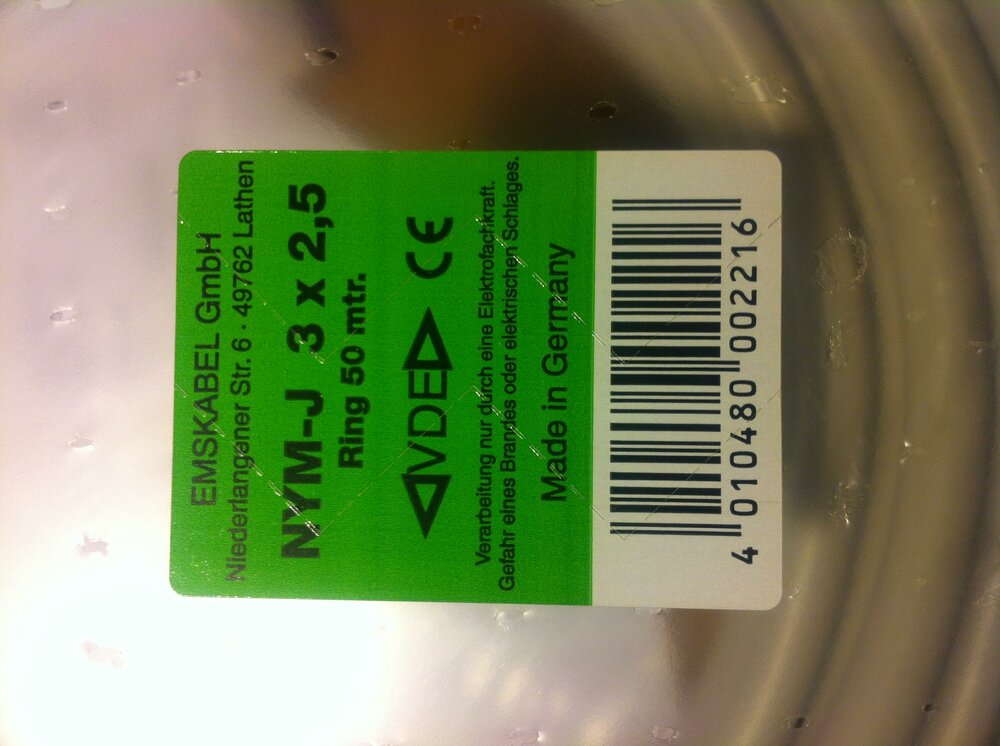 EMSKABEL GmbH
Niederlangener Str. 6 · 49762 Lathen
NYM-J 3 x 2,5
Ring 50 mtr.
VDE CE
Verarbeitung nur durch eine Elektrofachkraft.
Gefahr eines Brandes oder elektrischen Schlages.
Made in Germany
4 010480 002216